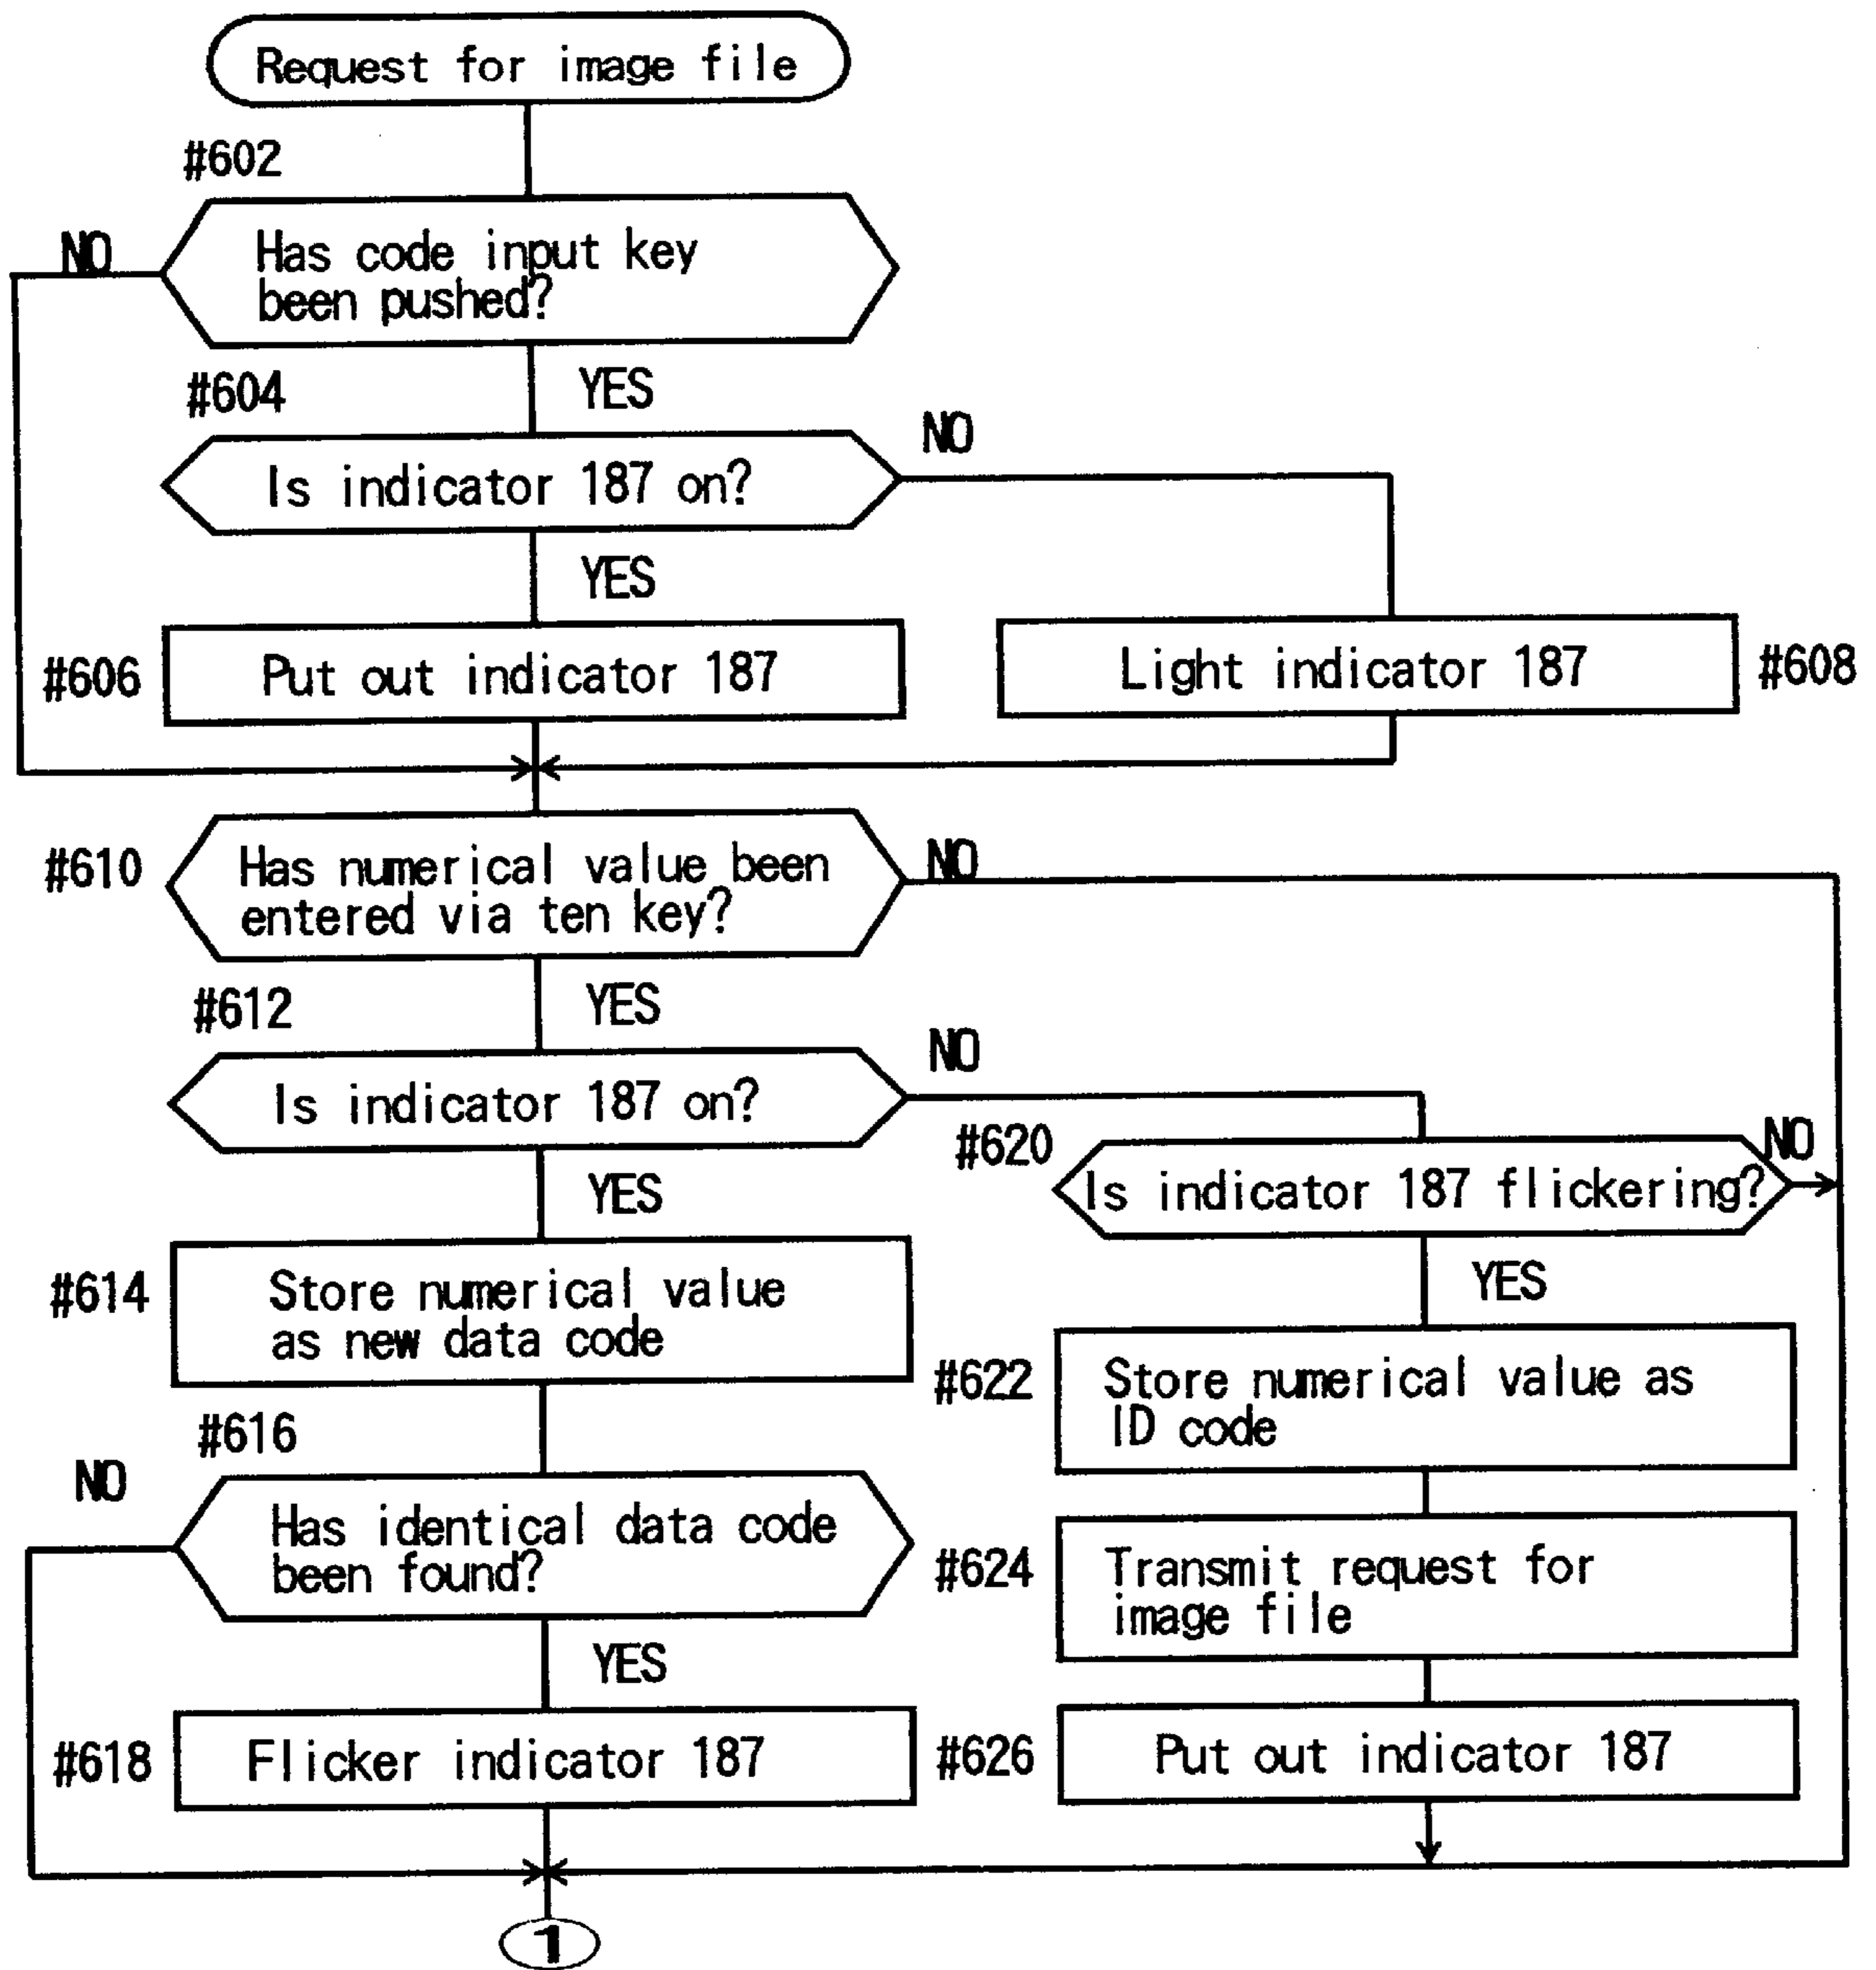 Request for image file
#602
NO
Has code input key
been pushed?
#604
YES
NO
Is indicator 187 on?
YES
#606
Put out indicator 187
Light indicator 187
#608
#610
Has numerical value been
entered via ten key?
NO
#612
YES
NO
Is indicator 187 on?
#620
NO
Is indicator 187 flickering?
YES
YES
#614
Store numerical value
as new data code
#622
Store numerical value as
ID code
#616
NO
Has identical data code
been found?
#624
Transmit request for
image file
YES
#618
Flicker indicator 187
#626
Put out indicator 187
1